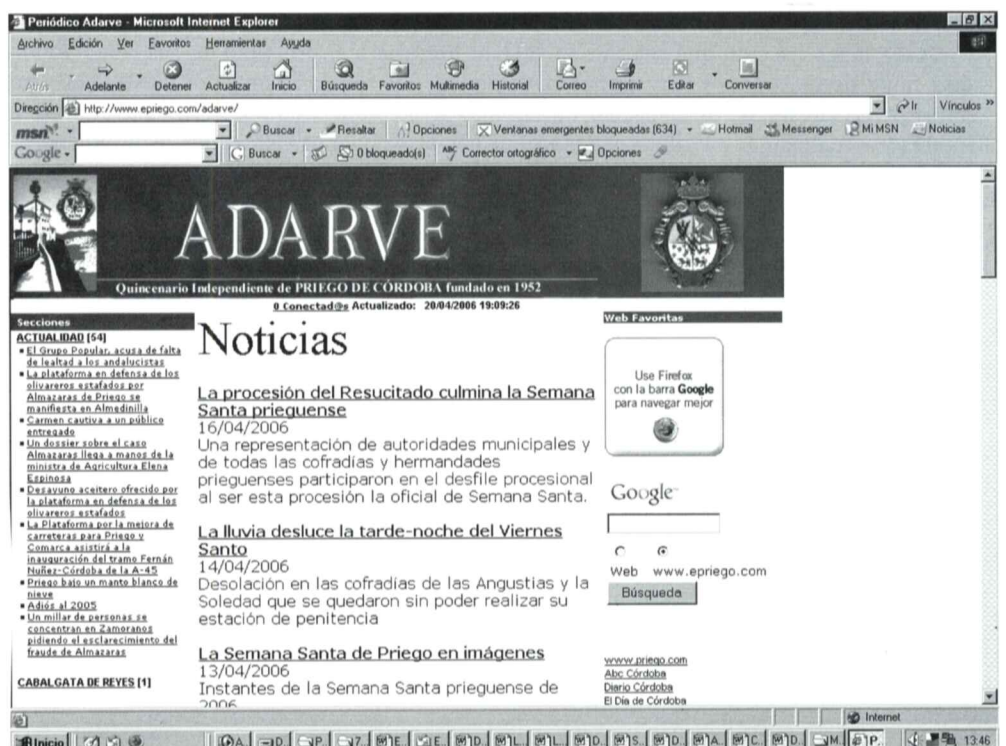 Periódico Adarve - Microsoft Internet Explorer
Archivo Edición Ver Favoritos Herramientas Ayuda
Atrás Adelante Detener Actualizar Inicio Búsqueda Favoritos Multimedia Historial Correo Imprimir Editar Conversar
Dirección http://www.epriego.com/adarve/ Ir Vínculos »
msn Buscar Resaltar Opciones Ventanas emergentes bloqueadas (634) Hotmail Messenger Mi MSN Noticias
Google Buscar 0 bloqueado(s) ABC Corrector ortográfico Opciones
ADARVE
Quincenario Independiente de PRIEGO DE CÓRDOBA fundado en 1952
0 Conectad@s Actualizado: 20/04/2006 19:09:26
Secciones
ACTUALIDAD [54]
El Grupo Popular, acusa de falta
de lealtad a los andalucistas
La plataforma en defensa de los
olivareros estafados por
Almazaras de Priego se
manifiesta en Almedinilla
Carmen cautiva a un público
entregado
Un dossier sobre el caso
Almazaras llega a manos de la
ministra de Agricultura Elena
Espinosa
Desayuno aceitero ofrecido por
la plataforma en defensa de los
olivareros estafados
La Plataforma por la mejora de
carreteras para Priego y
Comarca asistirá a la
inauguración del tramo Fernán
Nuñez-Córdoba de la A-45
Priego bajo un manto blanco de
nieve
Adiós al 2005
Un millar de personas se
concentran en Zamoranos
pidiendo el esclarecimiento del
fraude de Almazaras
CABALGATA DE REYES [1]
Noticias
La procesión del Resucitado culmina la Semana
Santa prieguense
16/04/2006
Una representación de autoridades municipales y
de todas las cofradías y hermandades
prieguenses participaron en el desfile procesional
al ser esta procesión la oficial de Semana Santa.
La lluvia desluce la tarde-noche del Viernes
Santo
14/04/2006
Desolación en las cofradías de las Angustias y la
Soledad que se quedaron sin poder realizar su
estación de penitencia
La Semana Santa de Priego en imágenes
13/04/2006
Instantes de la Semana Santa prieguense de
2006
Web Favoritas
Use Firefox
con la barra Google
para navegar mejor
Google
Web www.epriego.com
Búsqueda
www.priego.com
Abc Córdoba
Diario Córdoba
El Día de Córdoba
Internet
Inicio A... D... P... 7... E... E... D... L... L... D... S... D... A... C... D... M... P... 13:46